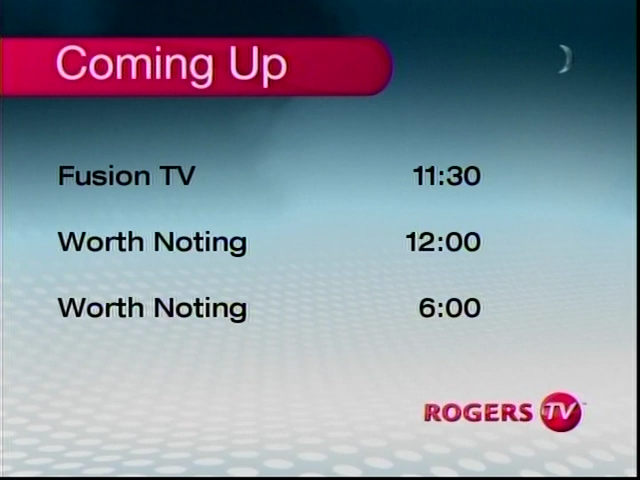 Coming Up
Fusion TV 11:30
Worth Noting 12:00
Worth Noting 6:00
ROGERS TV